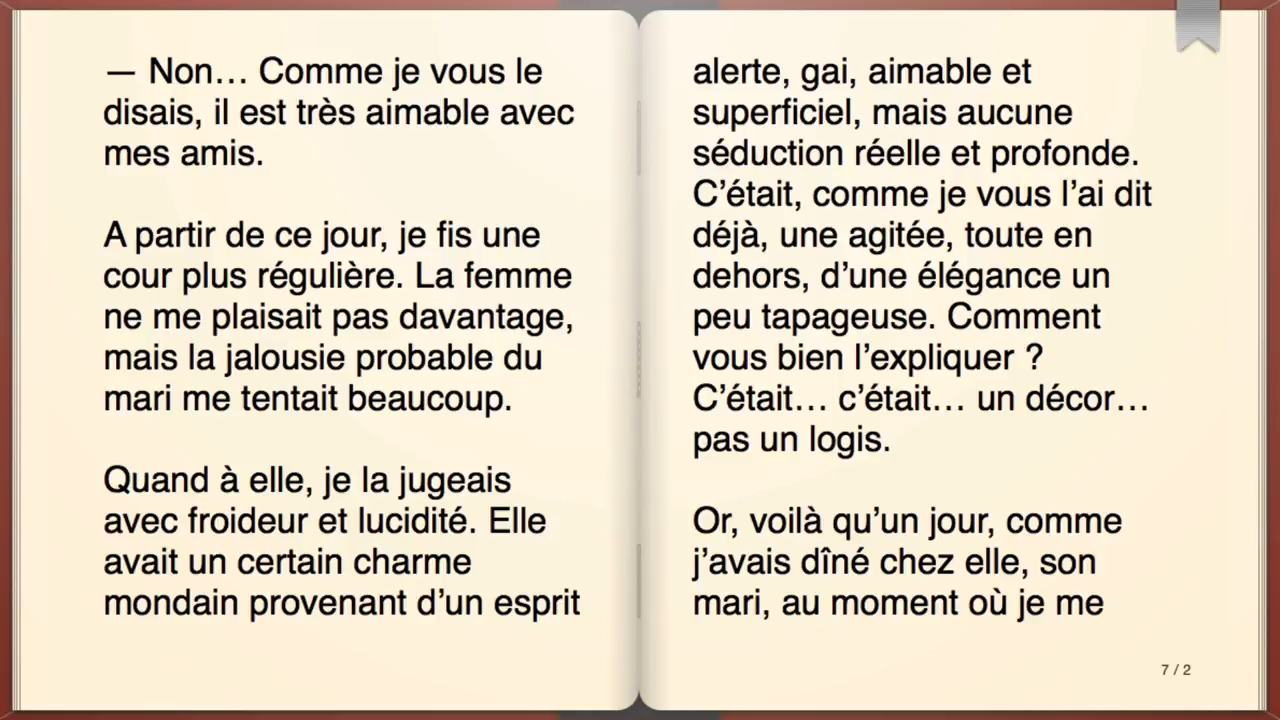 — Non… Comme je vous le
disais, il est très aimable avec
mes amis.
A partir de ce jour, je fis une
cour plus régulière. La femme
ne me plaisait pas davantage,
mais la jalousie probable du
mari me tentait beaucoup.
Quand à elle, je la jugeais
avec froideur et lucidité. Elle
avait un certain charme
mondain provenant d’un esprit
alerte, gai, aimable et
superficiel, mais aucune
séduction réelle et profonde.
C’était, comme je vous l’ai dit
déjà, une agitée, toute en
dehors, d’une élégance un
peu tapageuse. Comment
vous bien l’expliquer ?
C’était… c’était… un décor…
pas un logis.
Or, voilà qu’un jour, comme
j’avais dîné chez elle, son
mari, au moment où je me
7 / 2